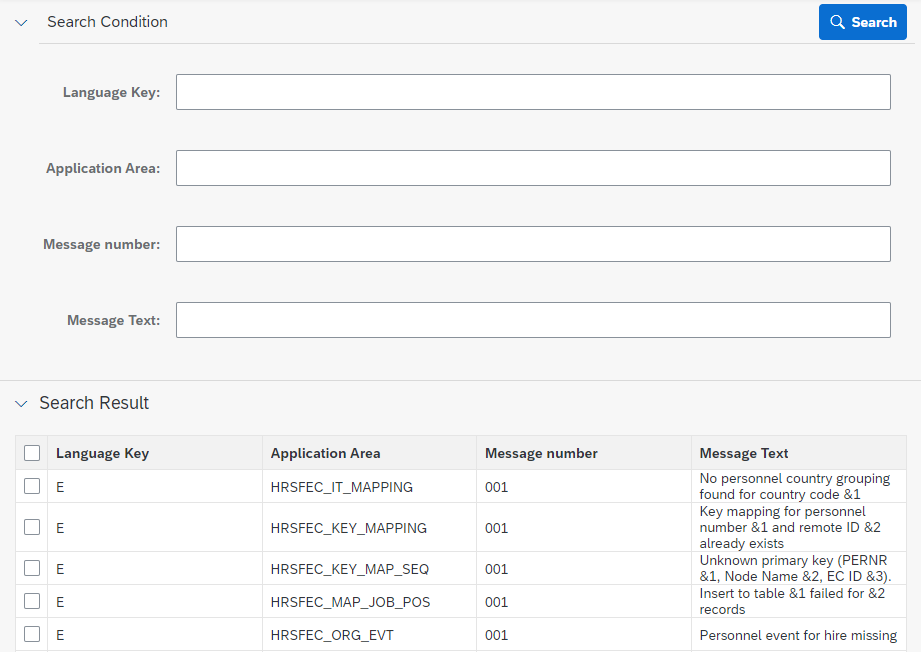 Search Condition
Search
Language Key:
Application Area:
Message number:
Message Text:
Search Result
Language Key Application Area Message number Message Text
E HRSFEC_IT_MAPPING 001 No personnel country grouping
found for country code &1
E HRSFEC_KEY_MAPPING 001 Key mapping for personnel
number &1 and remote ID &2
already exists
E HRSFEC_KEY_MAP_SEQ 001 Unknown primary key (PERNR
&1, Node Name &2, EC ID &3).
E HRSFEC_MAP_JOB_POS 001 Insert to table &1 failed for &2
records
E HRSFEC_ORG_EVT 001 Personnel event for hire missing